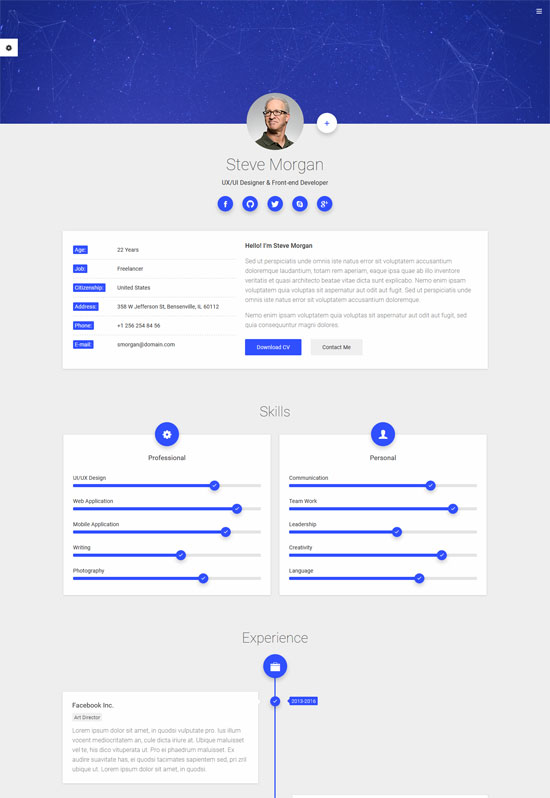 Steve Morgan
UX/UI Designer & Front-end Developer
Age: 22 Years
Job: Freelancer
Citizenship: United States
Address: 358 W Jefferson St, Bensenville, IL 60112
Phone: +1 256 254 84 56
E-mail: smorgan@domain.com
Hello! I'm Steve Morgan
Sed ut perspiciatis unde omnis iste natus error sit voluptatem accusantium
doloremque laudantium, totam rem aperiam, eaque ipsa quae ab illo inventore
veritatis et quasi architecto beatae vitae dicta sunt explicabo. Nemo enim ipsam
voluptatem quia voluptas sit aspernatur aut odit aut fugit. Sed ut perspiciatis unde
omnis iste natus error sit voluptatem accusantium doloremque.
Nemo enim ipsam voluptatem quia voluptas sit aspernatur aut odit aut fugit, sed
quia consequuntur magni dolores.
Download CV
Contact Me
Skills
Professional
UI/UX Design
Web Application
Mobile Application
Writing
Photography
Personal
Communication
Team Work
Leadership
Creativity
Language
Experience
2013-2016
Facebook Inc.
Art Director
Lorem ipsum dolor sit amet, in quodsi vulputate pro. Ius illum
vocent mediocritatem an, cule dicta iriure at. Ubique maluisset
vel te, his dico vituperata ut. Pro ei phaedrum maluisset. Ex
audire suavitate has, ei quodsi tacimates sapientem sed, pri zril
ubique ut. Lorem ipsum dolor sit amet, in quodsi.